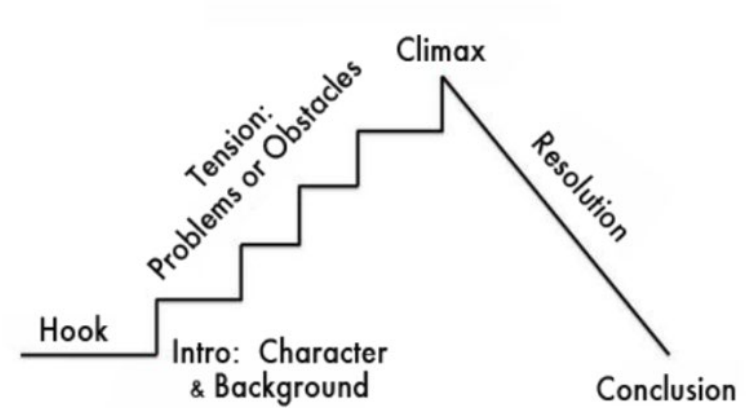 Climax
Tension:
Problems or Obstacles
Resolution
Hook
Intro: Character
& Background
Conclusion